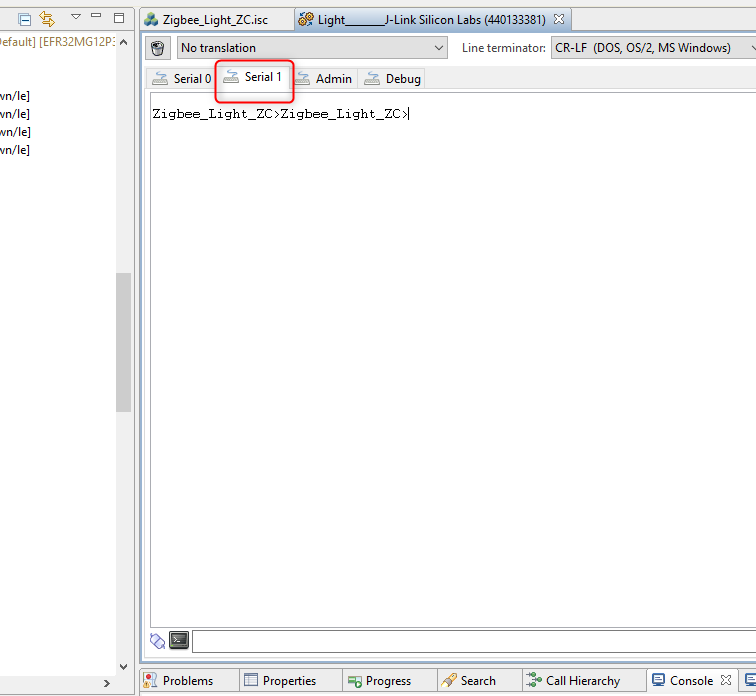 Zigbee_Light_ZC.isc
Light_______J-Link Silicon Labs (440133381)
efault] [EFR32MG12P3
No translation
Line terminator:
CR-LF (DOS, OS/2, MS Windows)
Serial 0
Serial 1
Admin
Debug
wn/le]
wn/le]
wn/le]
wn/le]
Zigbee_Light_ZC>Zigbee_Light_ZC>
Problems
Properties
Progress
Search
Call Hierarchy
Console